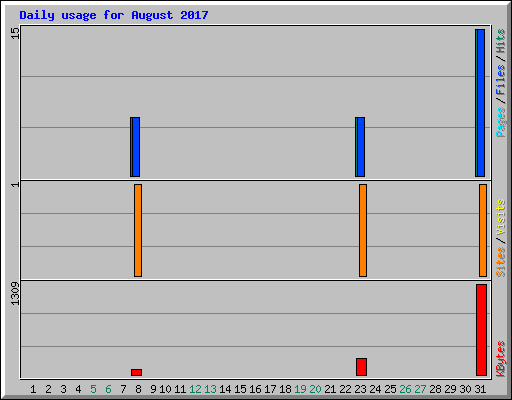 Daily usage for August 2017
15
Pages / Files / Hits
1
Sites / Visits
1309
KBytes
1 2 3 4 5 6 7 8 9 10 11 12 13 14 15 16 17 18 19 20 21 22 23 24 25 26 27 28 29 30 31